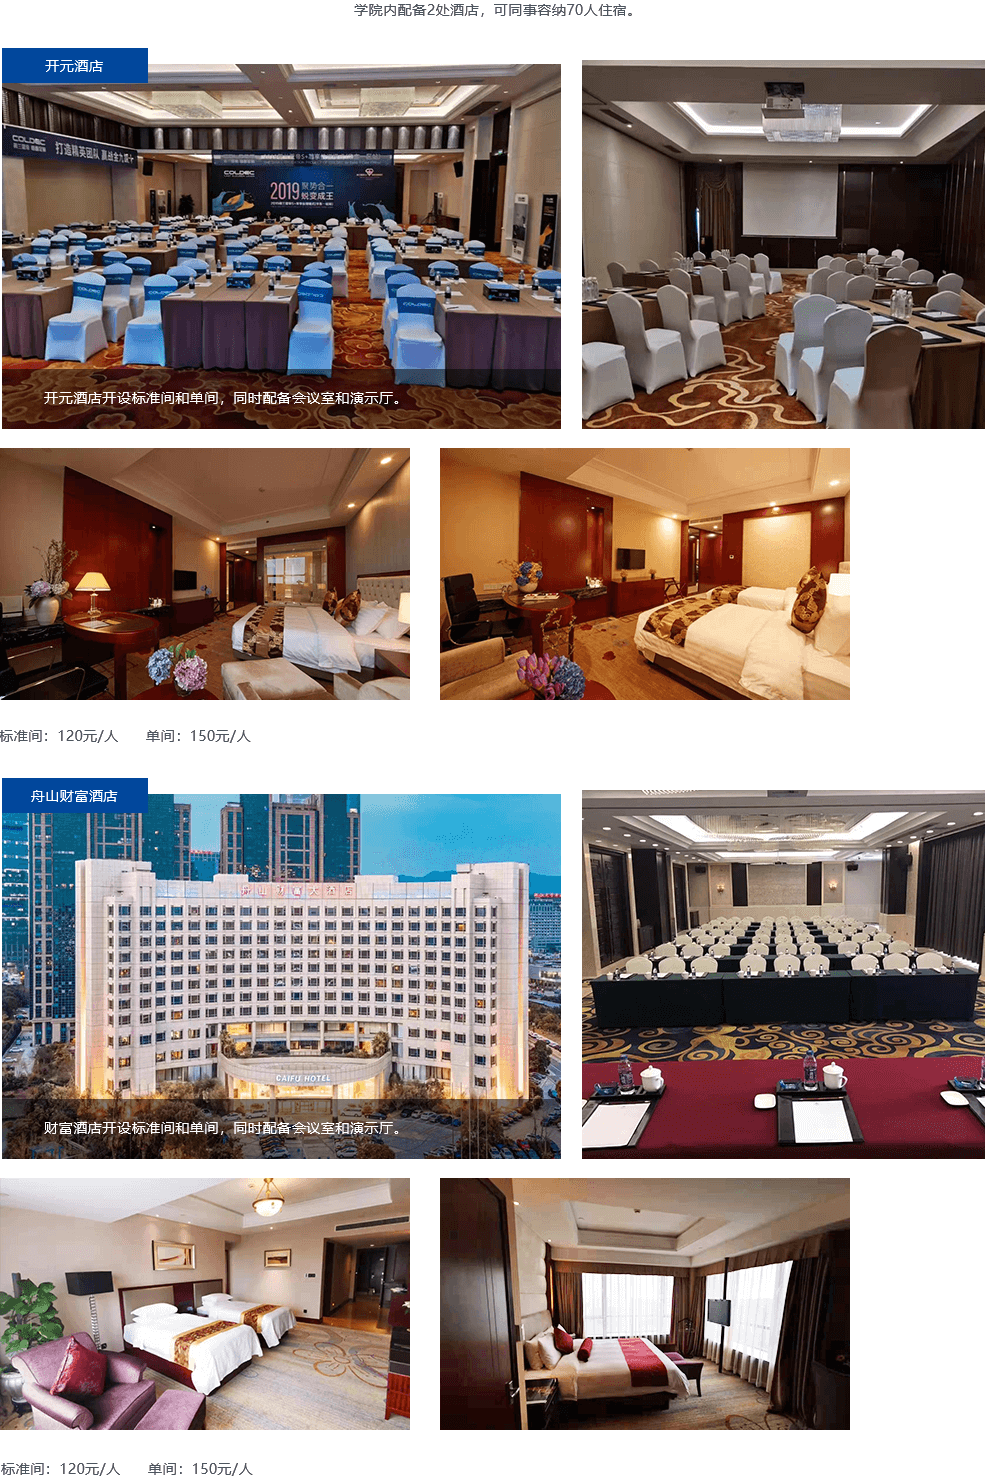 学院内配备2处酒店，可同事容纳70人住宿。
开元酒店
COLDEC
打造精英团队 赢战金九银十
COLDEC
2019 聚势合一
蜕变成王
COLDEC
COLDEC
COLDEC
开元酒店开设标准间和单间，同时配备会议室和演示厅。
标准间：120元/人 单间：150元/人
舟山财富酒店
舟山财富大酒店
CAIFU HOTEL
财富酒店开设标准间和单间，同时配备会议室和演示厅。
标准间：120元/人 单间：150元/人